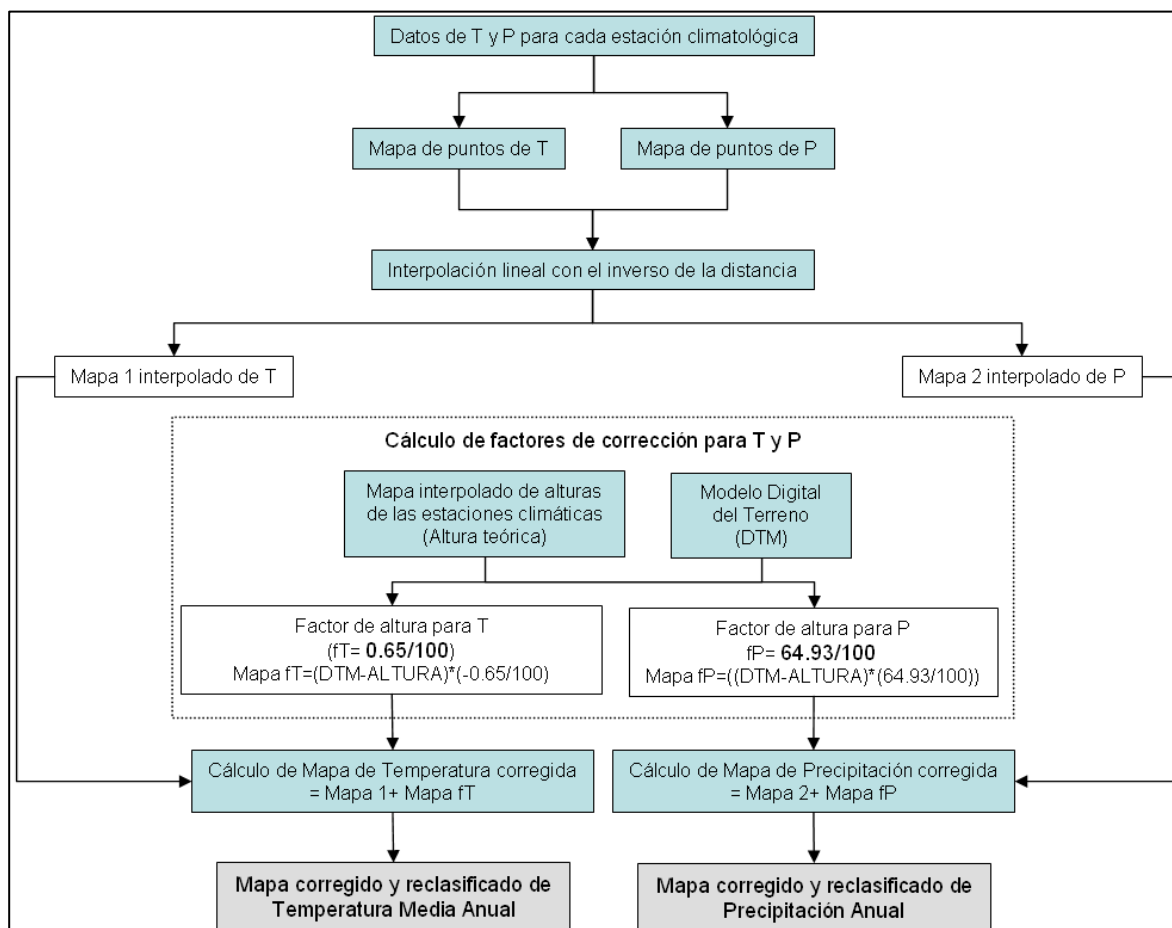 Datos de T y P para cada estación climatológica
Mapa de puntos de T
Mapa de puntos de P
Interpolación lineal con el inverso de la distancia
Mapa 1 interpolado de T
Mapa 2 interpolado de P
Cálculo de factores de corrección para T y P
Mapa interpolado de alturas
de las estaciones climáticas
(Altura teórica)
Modelo Digital
del Terreno
(DTM)
Factor de altura para T
(fT= 0.65/100)
Mapa fT=(DTM-ALTURA)*(-0.65/100)
Factor de altura para P
fP= 64.93/100
Mapa fP=((DTM-ALTURA)*(64.93/100))
Cálculo de Mapa de Temperatura corregida
= Mapa 1+ Mapa fT
Cálculo de Mapa de Precipitación corregida
= Mapa 2+ Mapa fP
Mapa corregido y reclasificado de
Temperatura Media Anual
Mapa corregido y reclasificado de
Precipitación Anual